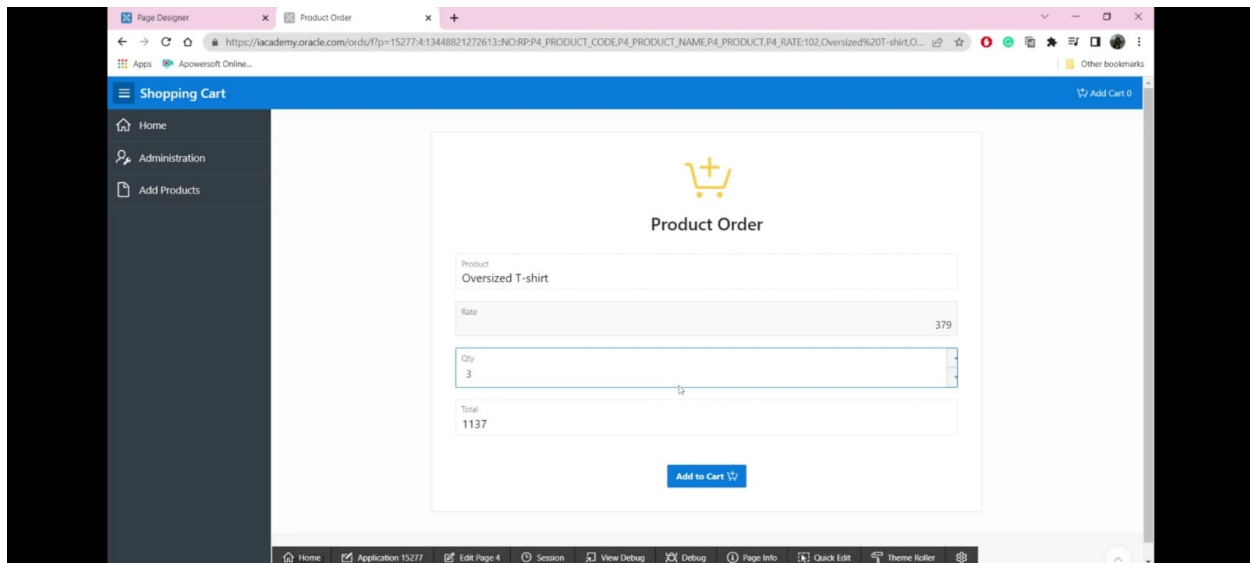 Page Designer
Product Order
https://iacademy.oracle.com/ords/f?p=15277:4:13448821272613::NO:RP:P4_PRODUCT_CODE,P4_PRODUCT_NAME,P4_PRODUCT,P4_RATE:102,Oversized%20T-shirt,O...
Apps Apowersoft Online...
Other bookmarks
Shopping Cart
Add Cart 0
Home
Administration
Add Products
Product Order
Product
Oversized T-shirt
Rate
379
Qty
3
Total
1137
Add to Cart
Home Application 15277 Edit Page 4 Session View Debug Debug Page Info Quick Edit Theme Roller